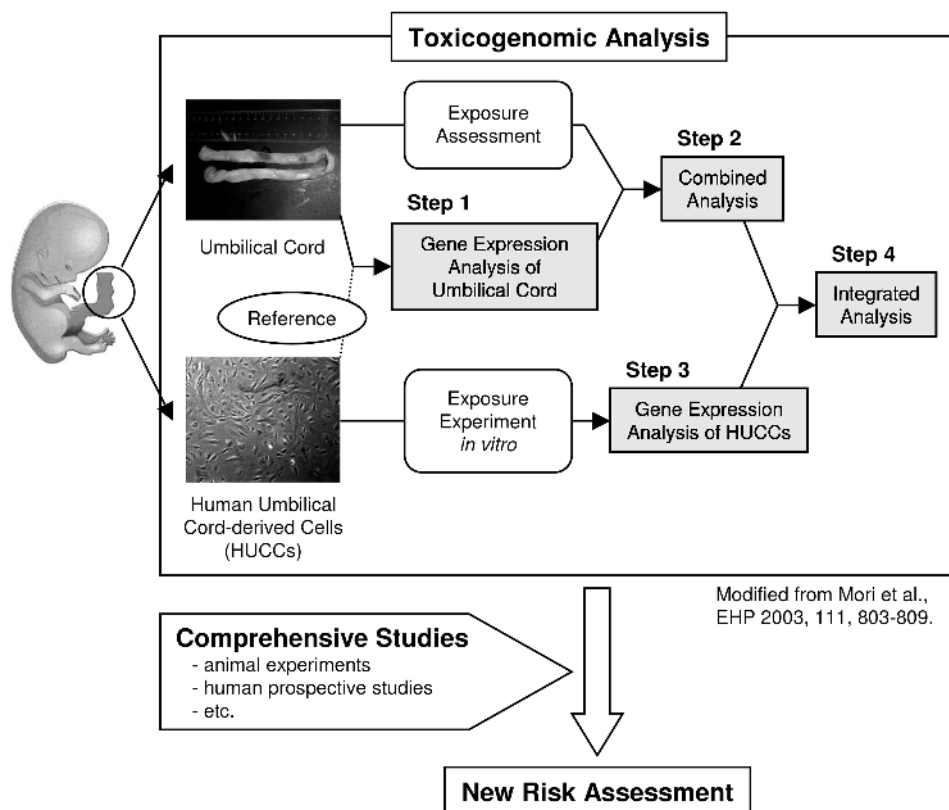 Toxicogenomic Analysis
Exposure
Assessment
Step 2
Combined
Analysis
Step 1
Gene Expression
Analysis of
Umbilical Cord
Umbilical Cord
Step 4
Integrated
Analysis
Reference
Step 3
Gene Expression
Analysis of HUCCs
Exposure
Experiment
in vitro
Human Umbilical
Cord-derived Cells
(HUCCs)
Modified from Mori et al.,
EHP 2003, 111, 803-809.
Comprehensive Studies
- animal experiments
- human prospective studies
- etc.
New Risk Assessment